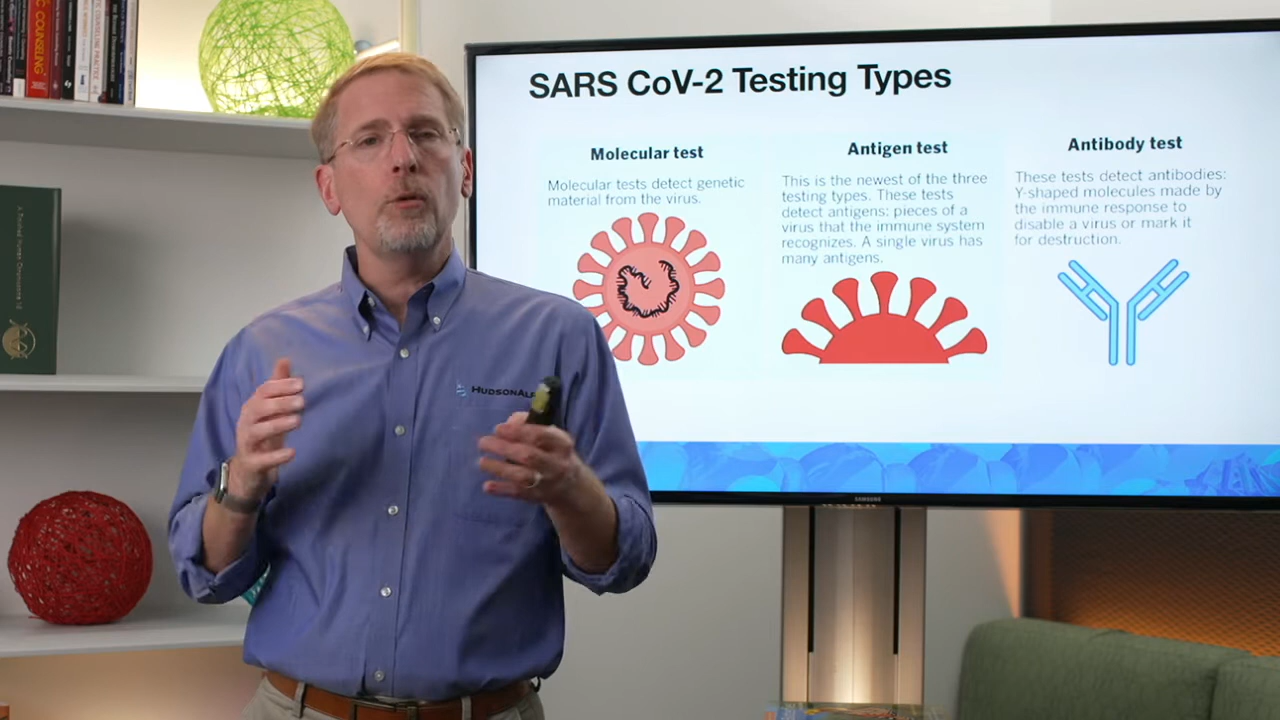 SARS CoV-2 Testing Types
Molecular test
Molecular tests detect genetic
material from the virus.
Antigen test
This is the newest of the three
testing types. These tests
detect antigens: pieces of a
virus that the immune system
recognizes. A single virus has
many antigens.
Antibody test
These tests detect antibodies:
Y-shaped molecules made by
the immune response to
disable a virus or mark it
for destruction.
SAMSUNG
HUDSONAL
COUNSELING